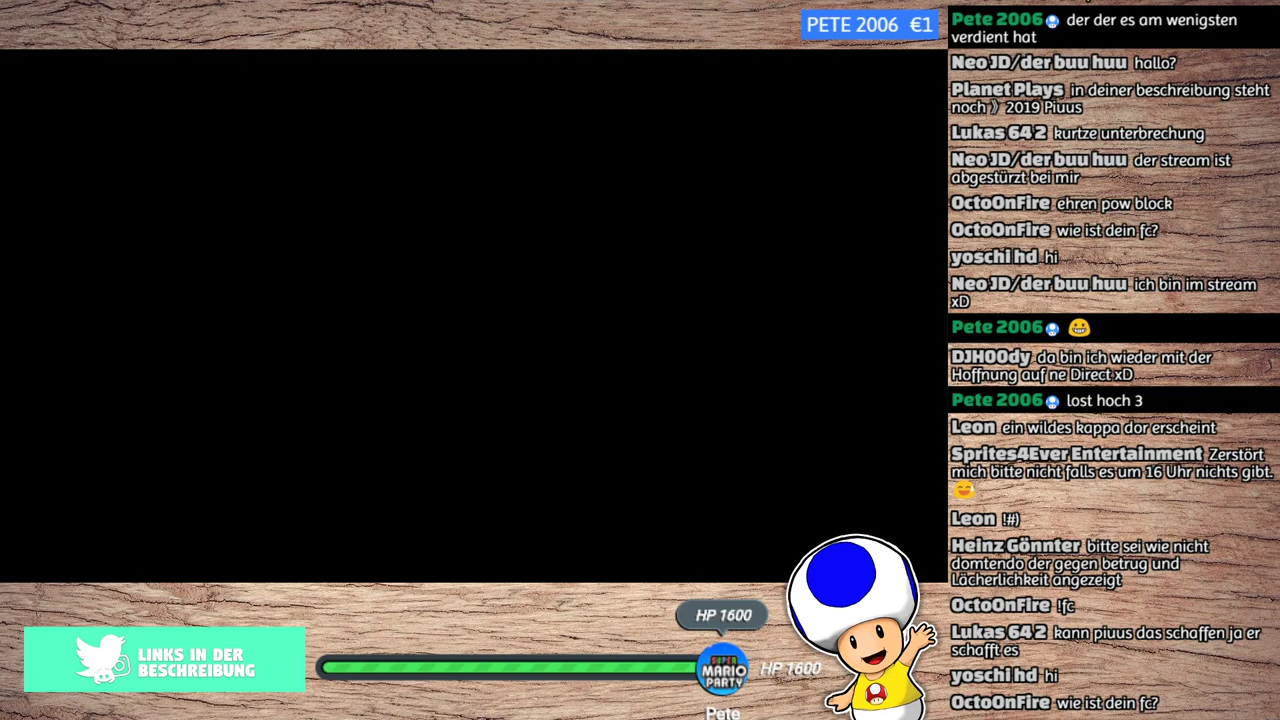 PETE 2006 €1
Pete 2006 der der es am wenigsten
verdient hat
Neo JD/der buu huu hallo?
Planet Plays in deiner beschreibung steht
noch 》2019 Piuus
Lukas 64 2 kurtze unterbrechung
Neo JD/der buu huu der stream ist
abgestürzt bei mir
OctoOnFire ehren pow block
OctoOnFire wie ist dein fc?
yoschi hd hi
Neo JD/der buu huu ich bin im stream
xD
Pete 2006 😬
DJH00dy da bin ich wieder mit der
Hoffnung auf ne Direct xD
Pete 2006 lost hoch 3
Leon ein wildes kappa dor erscheint
Sprites4Ever Entertainment Zerstört
mich bitte nicht falls es um 16 Uhr nichts gibt.
😅
Leon !#)
Heinz Gönnter bitte sei wie nicht
domtendo der gegen betrug und
Lächerlichkeit angezeigt
OctoOnFire !fc
Lukas 64 2 kann piuus das schaffen ja er
schafft es
yoschi hd hi
OctoOnFire wie ist dein fc?
HP 1600
LINKS IN DER
BESCHREIBUNG
SUPER
MARIO
PARTY
HP 1600
Pete